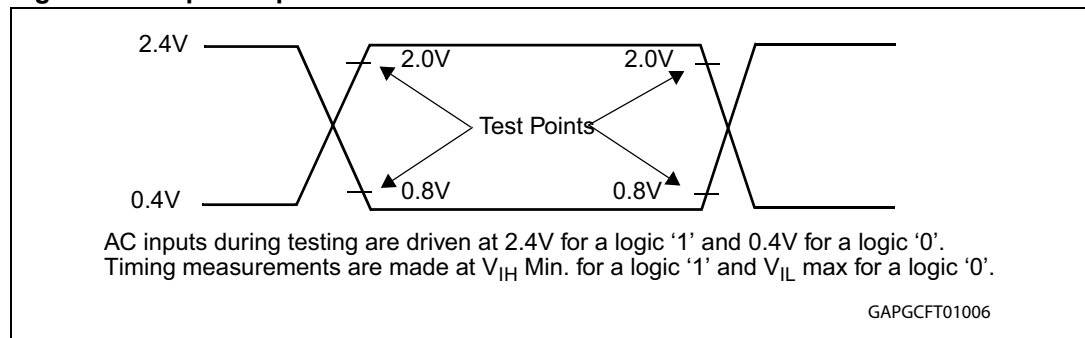 2.4V
2.0V 2.0V
Test Points
0.4V
0.8V 0.8V
AC inputs during testing are driven at 2.4V for a logic ‘1’ and 0.4V for a logic ‘0’.
Timing measurements are made at VIH Min. for a logic ‘1’ and VIL max for a logic ‘0’.
GAPGCFT01006